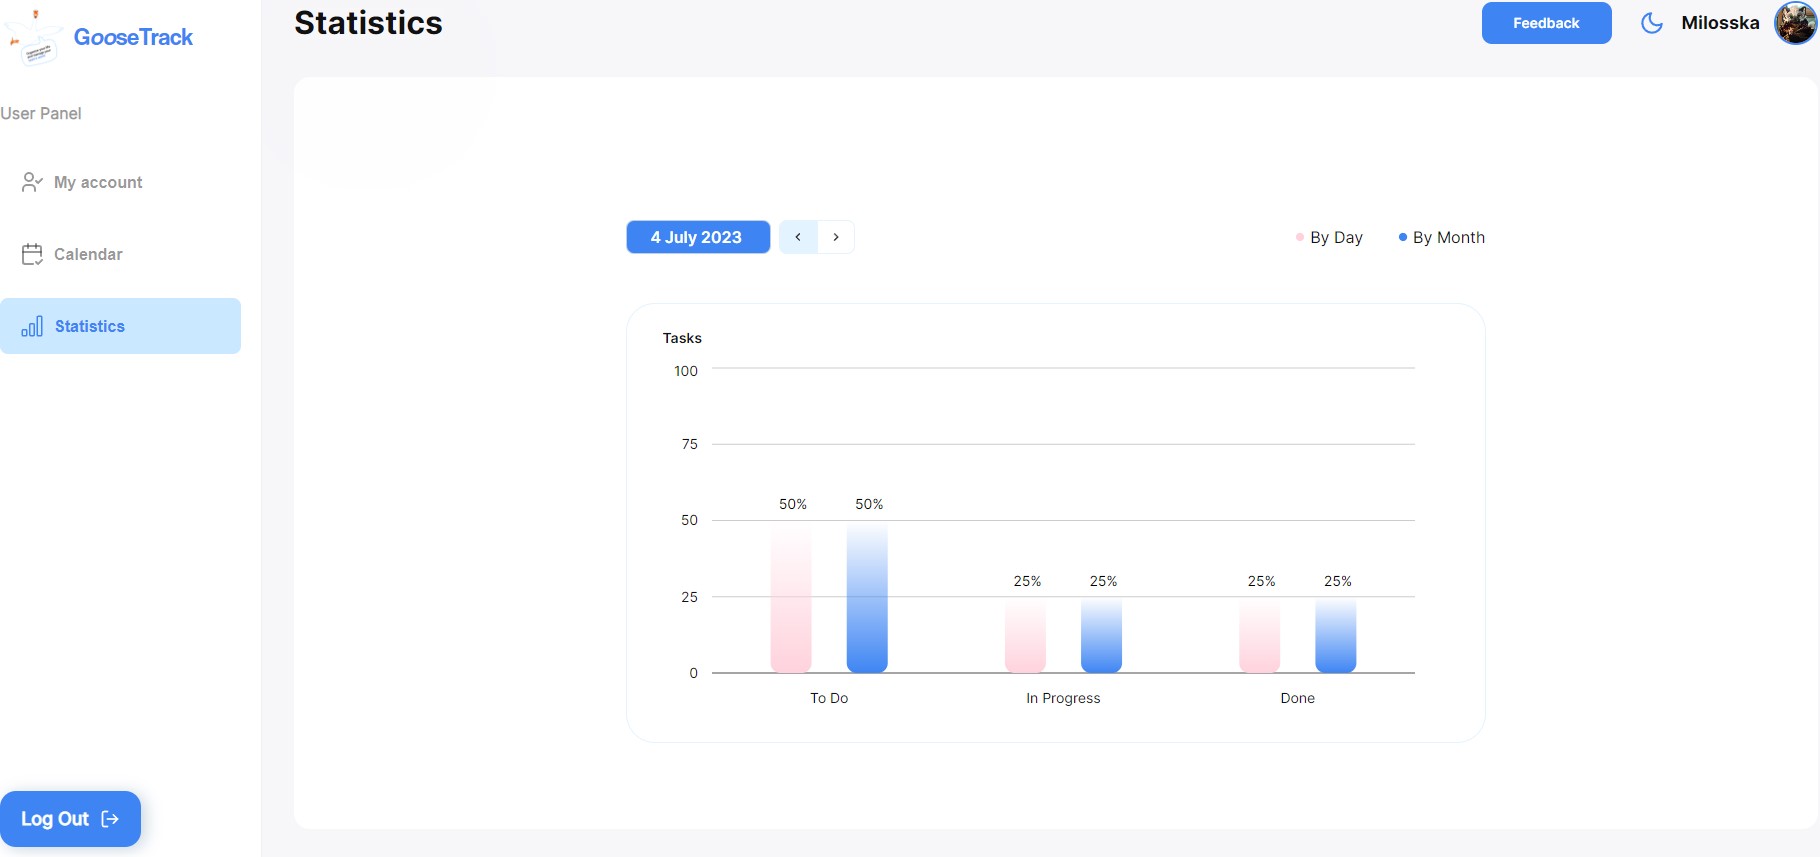 GooseTrack
Statistics
Feedback
Milosska
User Panel
My account
Calendar
Statistics
Log Out
4 July 2023
By Day
By Month
Tasks
100
75
50
25
0
50%
50%
25%
25%
25%
25%
To Do
In Progress
Done